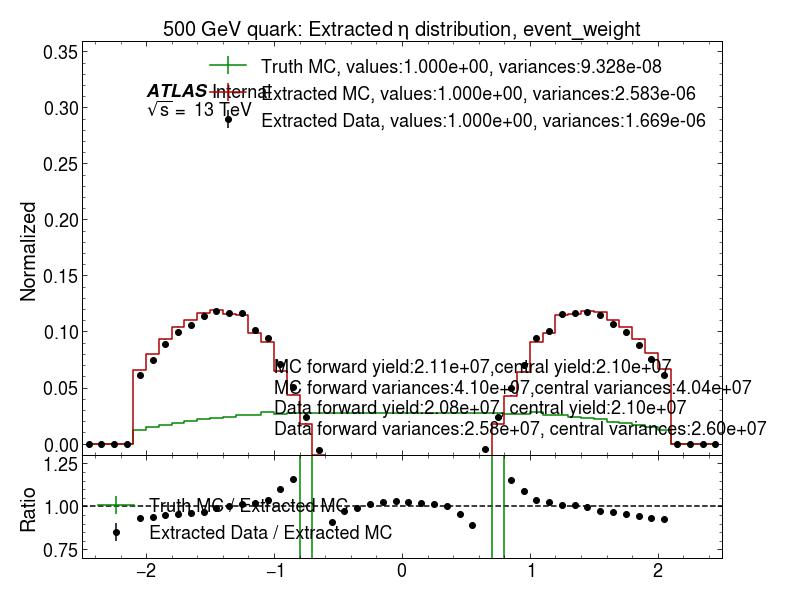 500 GeV quark: Extracted η distribution, event_weight
Truth MC, values:1.000e+00, variances:9.328e-08
Extracted MC, values:1.000e+00, variances:2.583e-06
Extracted Data, values:1.000e+00, variances:1.669e-06
ATLAS Internal
√s = 13 TeV
Normalized
0.35
0.30
0.25
0.20
0.15
0.10
0.05
0.00
MC forward yield:2.11e+07,central yield:2.10e+07
MC forward variances:4.10e+07,central variances:4.04e+07
Data forward yield:2.08e+07, central yield:2.10e+07
Data forward variances:2.58e+07, central variances:2.60e+07
Ratio
1.25
1.00
0.75
Truth MC / Extracted MC
Extracted Data / Extracted MC
−2 −1 0 1 2